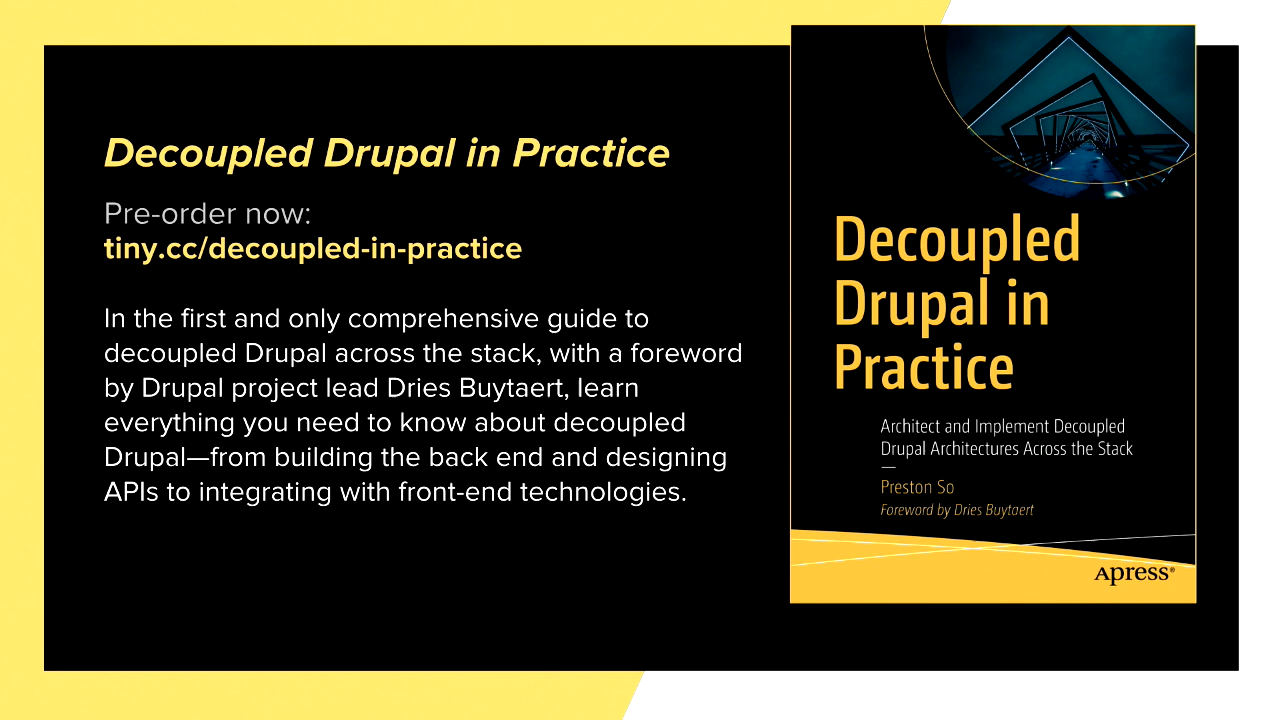 Decoupled Drupal in Practice
Pre-order now:
tiny.cc/decoupled-in-practice
In the first and only comprehensive guide to
decoupled Drupal across the stack, with a foreword
by Drupal project lead Dries Buytaert, learn
everything you need to know about decoupled
Drupal—from building the back end and designing
APIs to integrating with front-end technologies.
Decoupled
Drupal in
Practice
Architect and Implement Decoupled
Drupal Architectures Across the Stack
—
Preston So
Foreword by Dries Buytaert
Apress®